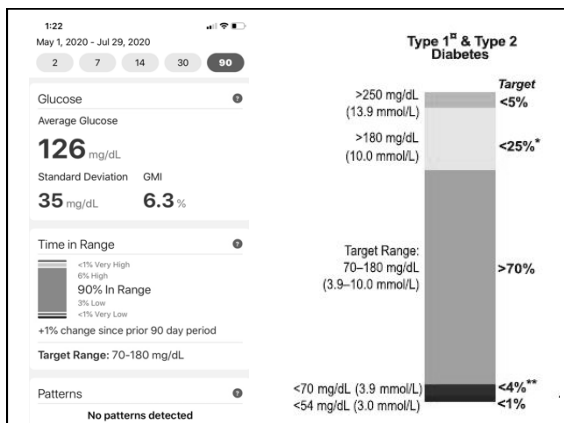 1:22
May 1, 2020 - Jul 29, 2020
2 7 14 30 90
Glucose
Average Glucose
126 mg/dL
Standard Deviation GMI
35 mg/dL 6.3 %
Time in Range
<1% Very High
6% High
90% In Range
3% Low
<1% Very Low
+1% change since prior 90 day period
Target Range: 70-180 mg/dL
Patterns
No patterns detected
Type 1¤ & Type 2
Diabetes
Target
>250 mg/dL
(13.9 mmol/L)
<5%
>180 mg/dL
(10.0 mmol/L)
<25%*
Target Range:
70–180 mg/dL
(3.9–10.0 mmol/L)
>70%
<70 mg/dL (3.9 mmol/L) <4%**
<54 mg/dL (3.0 mmol/L) <1%